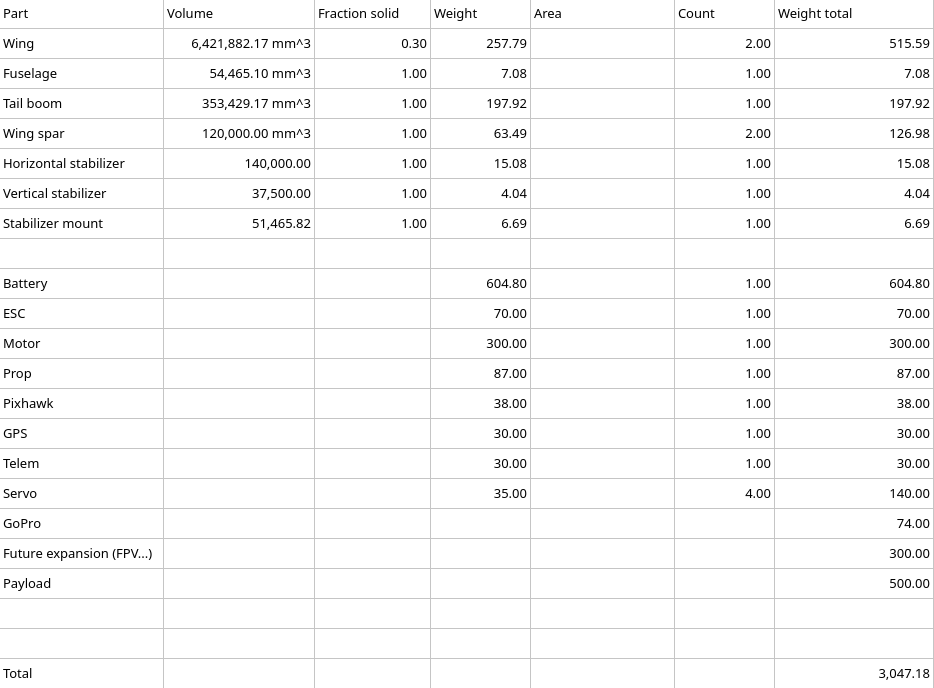 Part Volume Fraction solid Weight Area Count Weight total
Wing 6,421,882.17 mm^3 0.30 257.79 2.00 515.59
Fuselage 54,465.10 mm^3 1.00 7.08 1.00 7.08
Tail boom 353,429.17 mm^3 1.00 197.92 1.00 197.92
Wing spar 120,000.00 mm^3 1.00 63.49 2.00 126.98
Horizontal stabilizer 140,000.00 1.00 15.08 1.00 15.08
Vertical stabilizer 37,500.00 1.00 4.04 1.00 4.04
Stabilizer mount 51,465.82 1.00 6.69 1.00 6.69
Battery 604.80 1.00 604.80
ESC 70.00 1.00 70.00
Motor 300.00 1.00 300.00
Prop 87.00 1.00 87.00
Pixhawk 38.00 1.00 38.00
GPS 30.00 1.00 30.00
Telem 30.00 1.00 30.00
Servo 35.00 4.00 140.00
GoPro 74.00
Future expansion (FPV...) 300.00
Payload 500.00
Total 3,047.18